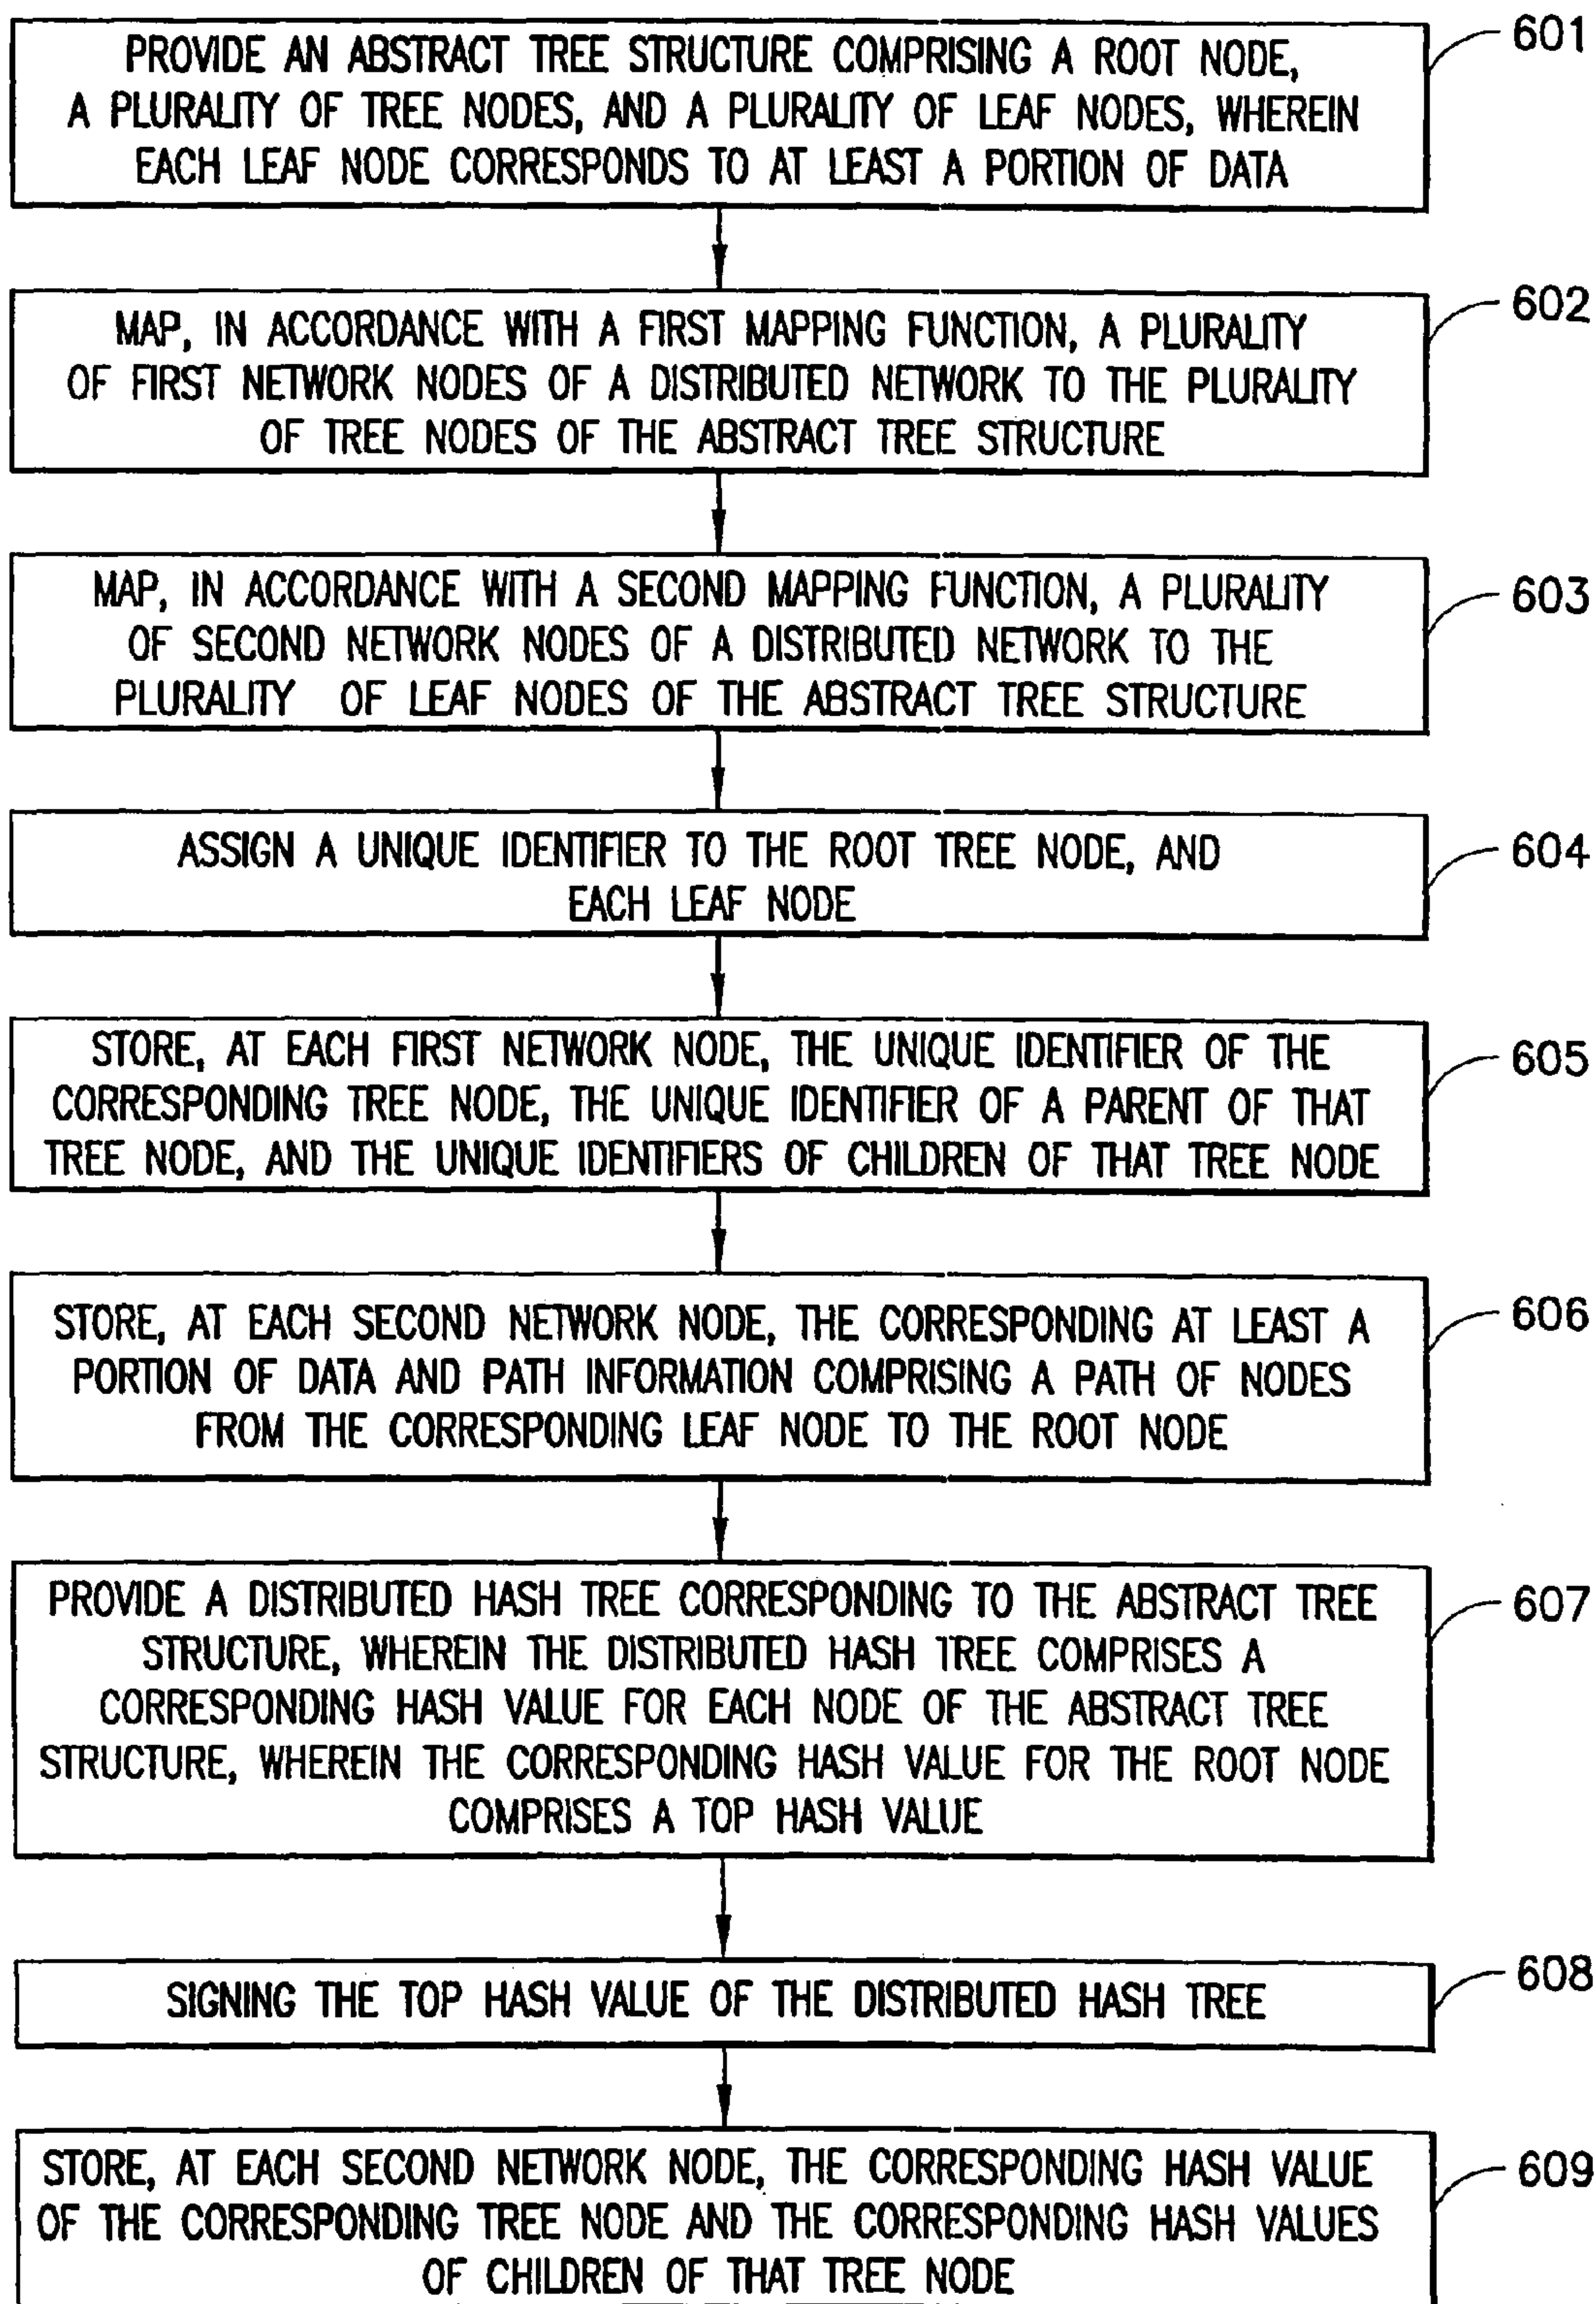 PROVIDE AN ABSTRACT TREE STRUCTURE COMPRISING A ROOT NODE,
A PLURALITY OF TREE NODES, AND A PLURALITY OF LEAF NODES, WHEREIN
EACH LEAF NODE CORRESPONDS TO AT LEAST A PORTION OF DATA
601
MAP, IN ACCORDANCE WITH A FIRST MAPPING FUNCTION, A PLURALITY
OF FIRST NETWORK NODES OF A DISTRIBUTED NETWORK TO THE PLURALITY
OF TREE NODES OF THE ABSTRACT TREE STRUCTURE
602
MAP, IN ACCORDANCE WITH A SECOND MAPPING FUNCTION, A PLURALITY
OF SECOND NETWORK NODES OF A DISTRIBUTED NETWORK TO THE
PLURALITY OF LEAF NODES OF THE ABSTRACT TREE STRUCTURE
603
ASSIGN A UNIQUE IDENTIFIER TO THE ROOT TREE NODE, AND
EACH LEAF NODE
604
STORE, AT EACH FIRST NETWORK NODE, THE UNIQUE IDENTIFIER OF THE
CORRESPONDING TREE NODE, THE UNIQUE IDENTIFIER OF A PARENT OF THAT
TREE NODE, AND THE UNIQUE IDENTIFIERS OF CHILDREN OF THAT TREE NODE
605
STORE, AT EACH SECOND NETWORK NODE, THE CORRESPONDING AT LEAST A
PORTION OF DATA AND PATH INFORMATION COMPRISING A PATH OF NODES
FROM THE CORRESPONDING LEAF NODE TO THE ROOT NODE
606
PROVIDE A DISTRIBUTED HASH TREE CORRESPONDING TO THE ABSTRACT TREE
STRUCTURE, WHEREIN THE DISTRIBUTED HASH TREE COMPRISES A
CORRESPONDING HASH VALUE FOR EACH NODE OF THE ABSTRACT TREE
STRUCTURE, WHEREIN THE CORRESPONDING HASH VALUE FOR THE ROOT NODE
COMPRISES A TOP HASH VALUE
607
SIGNING THE TOP HASH VALUE OF THE DISTRIBUTED HASH TREE
608
STORE, AT EACH SECOND NETWORK NODE, THE CORRESPONDING HASH VALUE
OF THE CORRESPONDING TREE NODE AND THE CORRESPONDING HASH VALUES
OF CHILDREN OF THAT TREE NODE
609